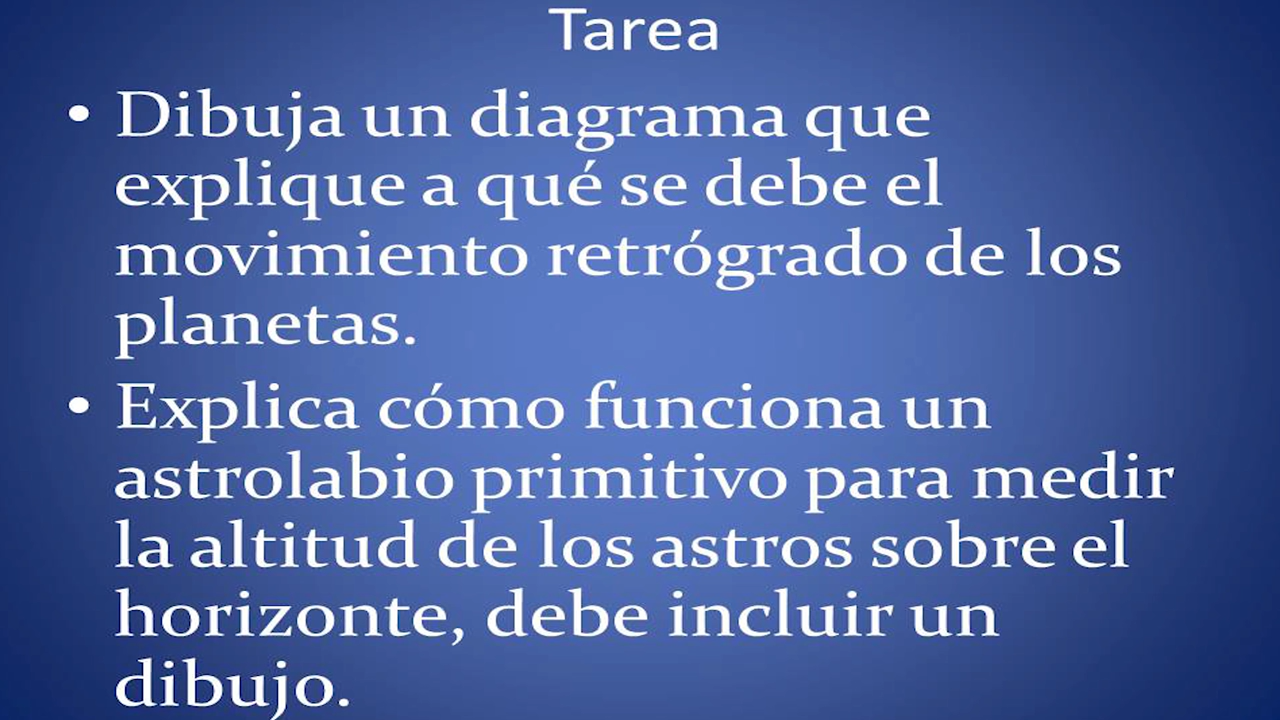 Tarea
• Dibuja un diagrama que
explique a qué se debe el
movimiento retrógrado de los
planetas.
• Explica cómo funciona un
astrolabio primitivo para medir
la altitud de los astros sobre el
horizonte, debe incluir un
dibujo.